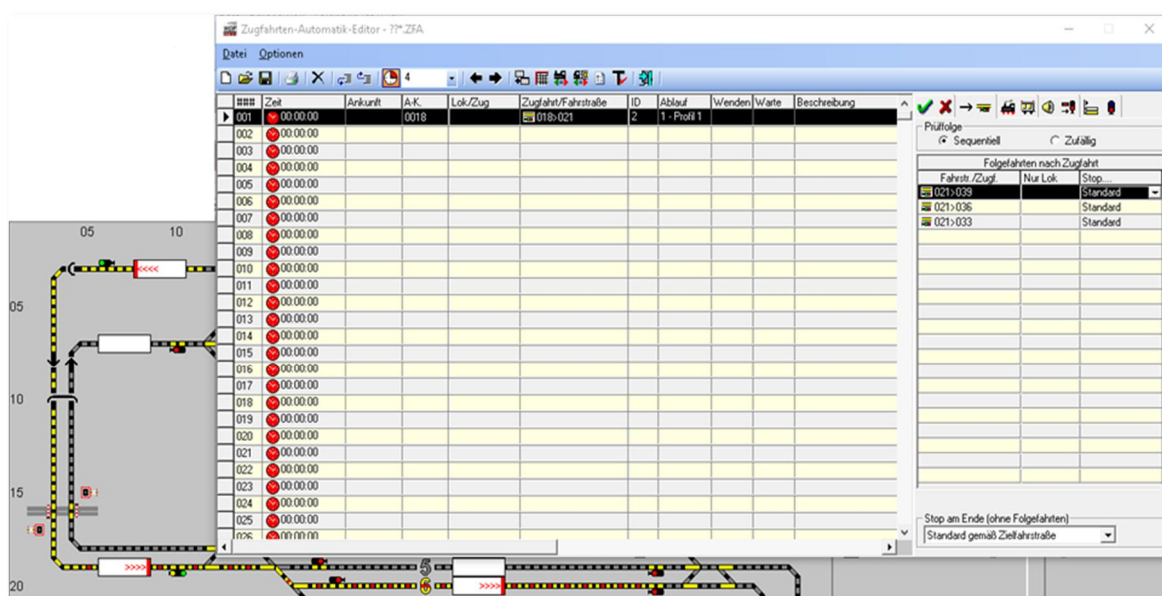 Zugfahrten-Automatik-Editor - ??*.ZFA
Datei Optionen
4
### Zeit Ankunft A-K. Lok/Zug Zugfahrt/Fahrstraße ID Ablauf Wenden Warte Beschreibung
001 00:00:00 0018 018>021 2 1 - Profil 1
002 00:00:00
003 00:00:00
004 00:00:00
005 00:00:00
006 00:00:00
007 00:00:00
008 00:00:00
009 00:00:00
010 00:00:00
011 00:00:00
012 00:00:00
013 00:00:00
014 00:00:00
015 00:00:00
016 00:00:00
017 00:00:00
018 00:00:00
019 00:00:00
020 00:00:00
021 00:00:00
022 00:00:00
023 00:00:00
024 00:00:00
025 00:00:00
026 00:00:00
Prüffolge
Sequentiell Zufällig
Folgefahrten nach Zugfahrt
Fahrstr./Zugf. Nur Lok Stop....
021>039 Standard
021>036 Standard
021>033 Standard
Stop am Ende (ohne Folgefahrten)
Standard gemäß Zielfahrstraße
05 10
<<<<
05
10
15
>>>> 5
20 6 >>>>